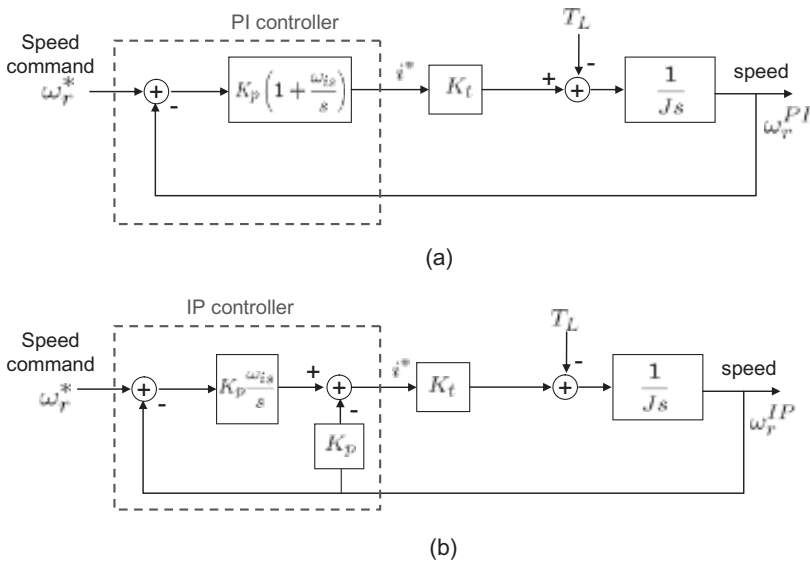 PI controller
Speed
command
ω_r^*
+
-
K_p(1 + ω_is/s)
i*
K_t
T_L
+
-
+
1/Js
speed
ω_r^PI
(a)
IP controller
Speed
command
ω_r^*
+
-
K_p ω_is/s
+
+
-
K_p
i*
K_t
T_L
-
+
1/Js
speed
ω_r^IP
(b)